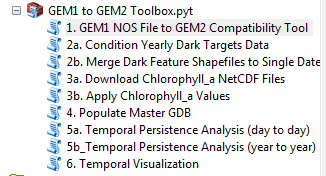 GEM1 to GEM2 Toolbox.pyt
1. GEM1 NOS File to GEM2 Compatibility Tool
2a. Condition Yearly Dark Targets Data
2b. Merge Dark Feature Shapefiles to Single Date
3a. Download Chlorophyll_a NetCDF Files
3b. Apply Chlorophyll_a Values
4. Populate Master GDB
5a. Temporal Persistence Analysis (day to day)
5b_Temporal Persistence Analysis (year to year)
6. Temporal Visualization